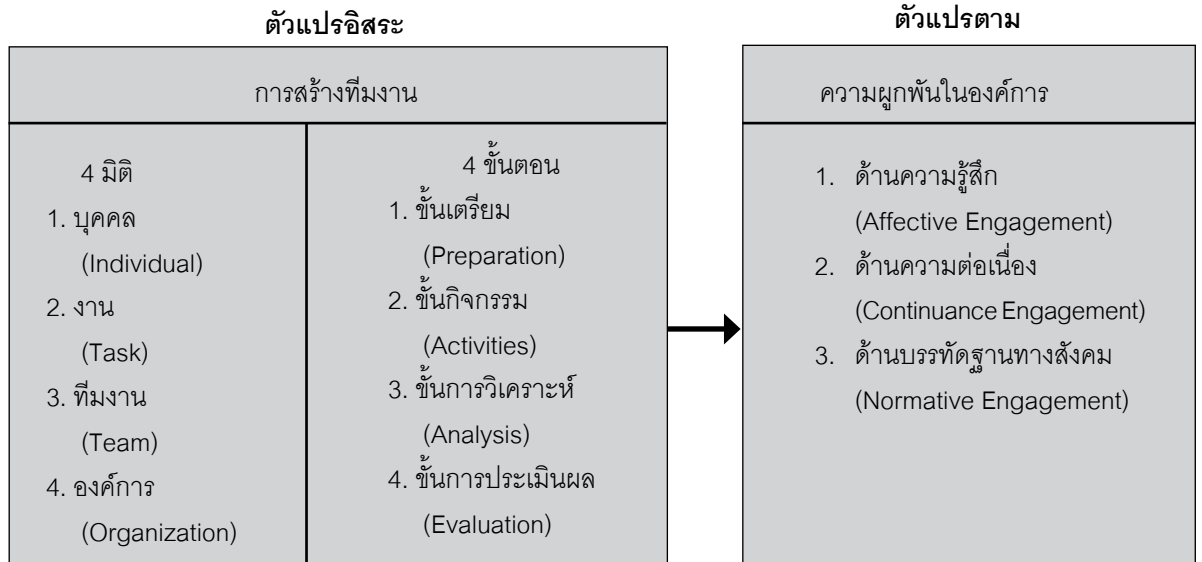 ตัวแปรอิสระ
การสร้างทีมงาน
4 มิติ
1. บุคคล
(Individual)
2. งาน
(Task)
3. ทีมงาน
(Team)
4. องค์การ
(Organization)
4 ขั้นตอน
1. ขั้นเตรียม
(Preparation)
2. ขั้นกิจกรรม
(Activities)
3. ขั้นการวิเคราะห์
(Analysis)
4. ขั้นการประเมินผล
(Evaluation)
ตัวแปรตาม
ความผูกพันในองค์การ
1. ด้านความรู้สึก
(Affective Engagement)
2. ด้านความต่อเนื่อง
(Continuance Engagement)
3. ด้านบรรทัดฐานทางสังคม
(Normative Engagement)